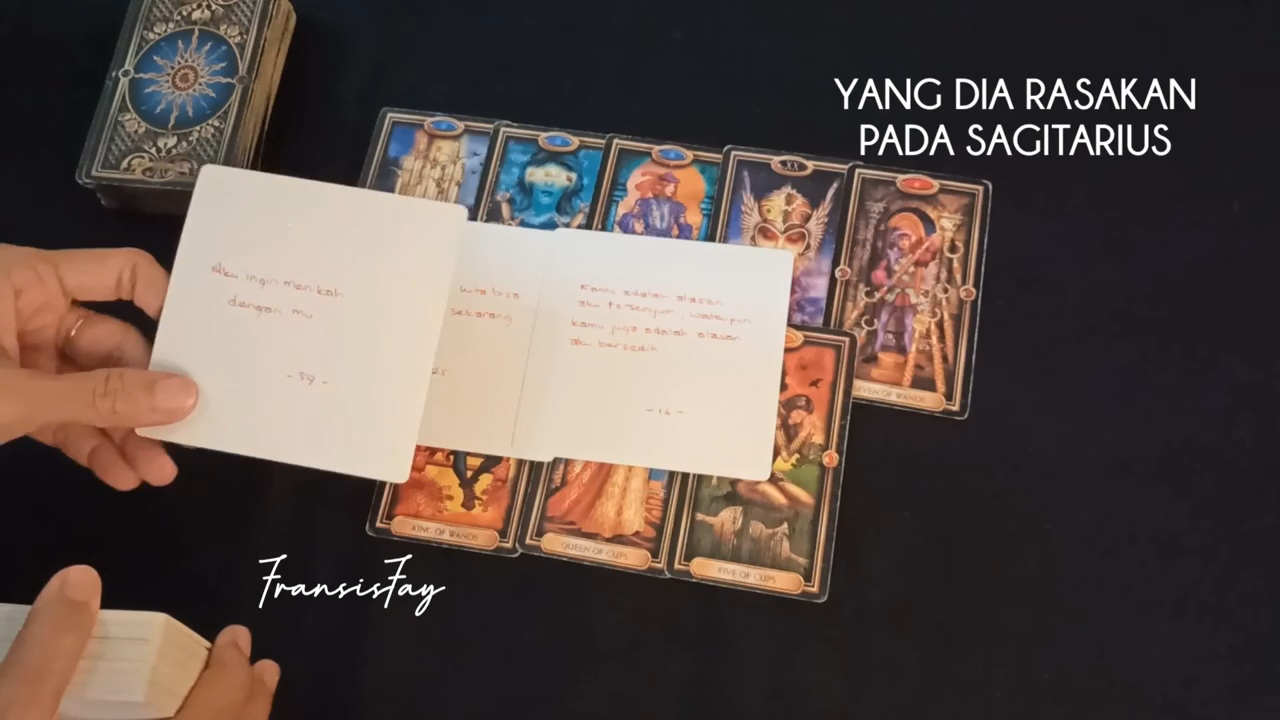 YANG DIA RASAKAN
PADA SAGITARIUS
XX
Aku ingin menikah
dengan mu
- 59 -
kita bisa
sekarang
25
Kamu adalah alasan
aku tersenyum, walaupun
kamu juga adalah alasan
aku bersedih
- 16 -
SEVEN OF WANDS
KING OF WANDS
QUEEN OF CUPS
FIVE OF CUPS
FransisFay